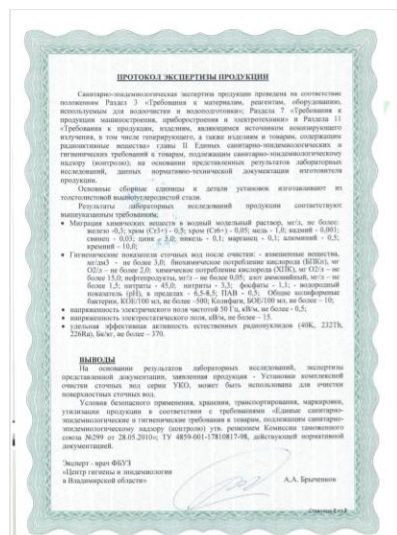 ПРОТОКОЛ ЭКСПЕРТИЗЫ ПРОДУКЦИИ
Санитарно-эпидемиологическая экспертиза продукции проведена на соответствие
положениям Раздел 3 «Требования к материалам, реагентам, оборудованию,
используемым для водоочистки и водоподготовки»; Раздела 7 «Требования к
продукции машиностроения, приборостроения и электротехники» и Раздела 11
«Требования к продукции, изделиям, являющимся источником ионизирующего
излучения, в том числе генерирующего, а также изделиям и товарам, содержащим
радиоактивные вещества» главы II Единых санитарно-эпидемиологических и
гигиенических требований к товарам, подлежащим санитарно-эпидемиологическому
надзору (контролю); на основании представленных результатов лабораторных
исследований, данных нормативно-технической документации изготовителя
продукции.
Основные сборные единицы и детали установок изготавливают из
толстолистовой высокоуглеродистой стали.
Результаты лабораторных исследований продукции соответствуют
вышеуказанным требованиям:
• Миграция химических веществ в водный модельный раствор, мг/л, не более:
железо -0,3; хром (Cr3+) - 0,5; хром (Cr6+) - 0,05; медь - 1,0; кадмий - 0,001;
свинец - 0,03; цинк - 5,0; никель - 0,1; марганец - 0,1; алюминий - 0,5;
кремний – 10,0;
• Гигиенические показатели сточных вод после очистки: - взвешенные вещества,
мг/дм3 - не более 3,0; биохимическое потребление кислорода (БПКп), мг
О2/л – не более 2,0; химическое потребление кислорода (ХПК), мг О2/л – не
более 15,0; нефтепродукты, мг/л – не более 0,05; азот аммонийный, мг/л – не
более 1,5; нитраты - 45,0; нитриты - 3,3; фосфаты - 1,1; - водородный
показатель (рН), в пределах - 6,5-8,5; ПАВ - 0,5; Общие колиформные
бактерии, КОЕ/100 мл, не более -500; Колифаги, БОЕ/100 мл, не более – 10;
• напряженность электрического поля частотой 50 Гц, кВ/м, не более - 0,5;
• напряженность электростатического поля, кВ/м, не более – 15.
• удельная эффективная активность естественных радионуклидов (40К, 232Th,
226Ra), Бк/кг, не более – 370.
ВЫВОДЫ
На основании результатов лабораторных исследований, экспертизы
представленной документации, заявленная продукция - Установки комплексной
очистки сточных вод серии УКО, может быть использована для очистки
поверхностных сточных вод.
Условия безопасного применения, хранения, транспортирования, маркировки,
утилизации продукции в соответствии с требованиями «Единые санитарно-
эпидемиологические и гигиенические требования к товарам, подлежащим санитарно-
эпидемиологическому надзору (контролю) утв. решением Комиссии таможенного
союза №299 от 28.05.2010»; ТУ 4859-001-17810817-98, действующей нормативной
документацией.
Эксперт - врач ФБУЗ
«Центр гигиены и эпидемиологии
в Владимирской области»
А.А. Брыченков